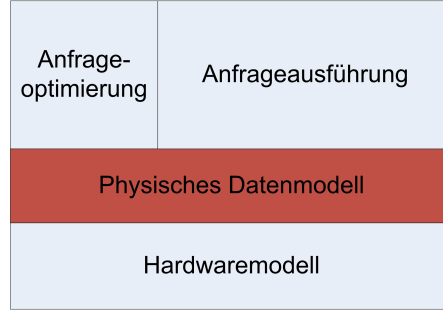 Anfrage-
optimierung
Anfrageausführung
Physisches Datenmodell
Hardwaremodell